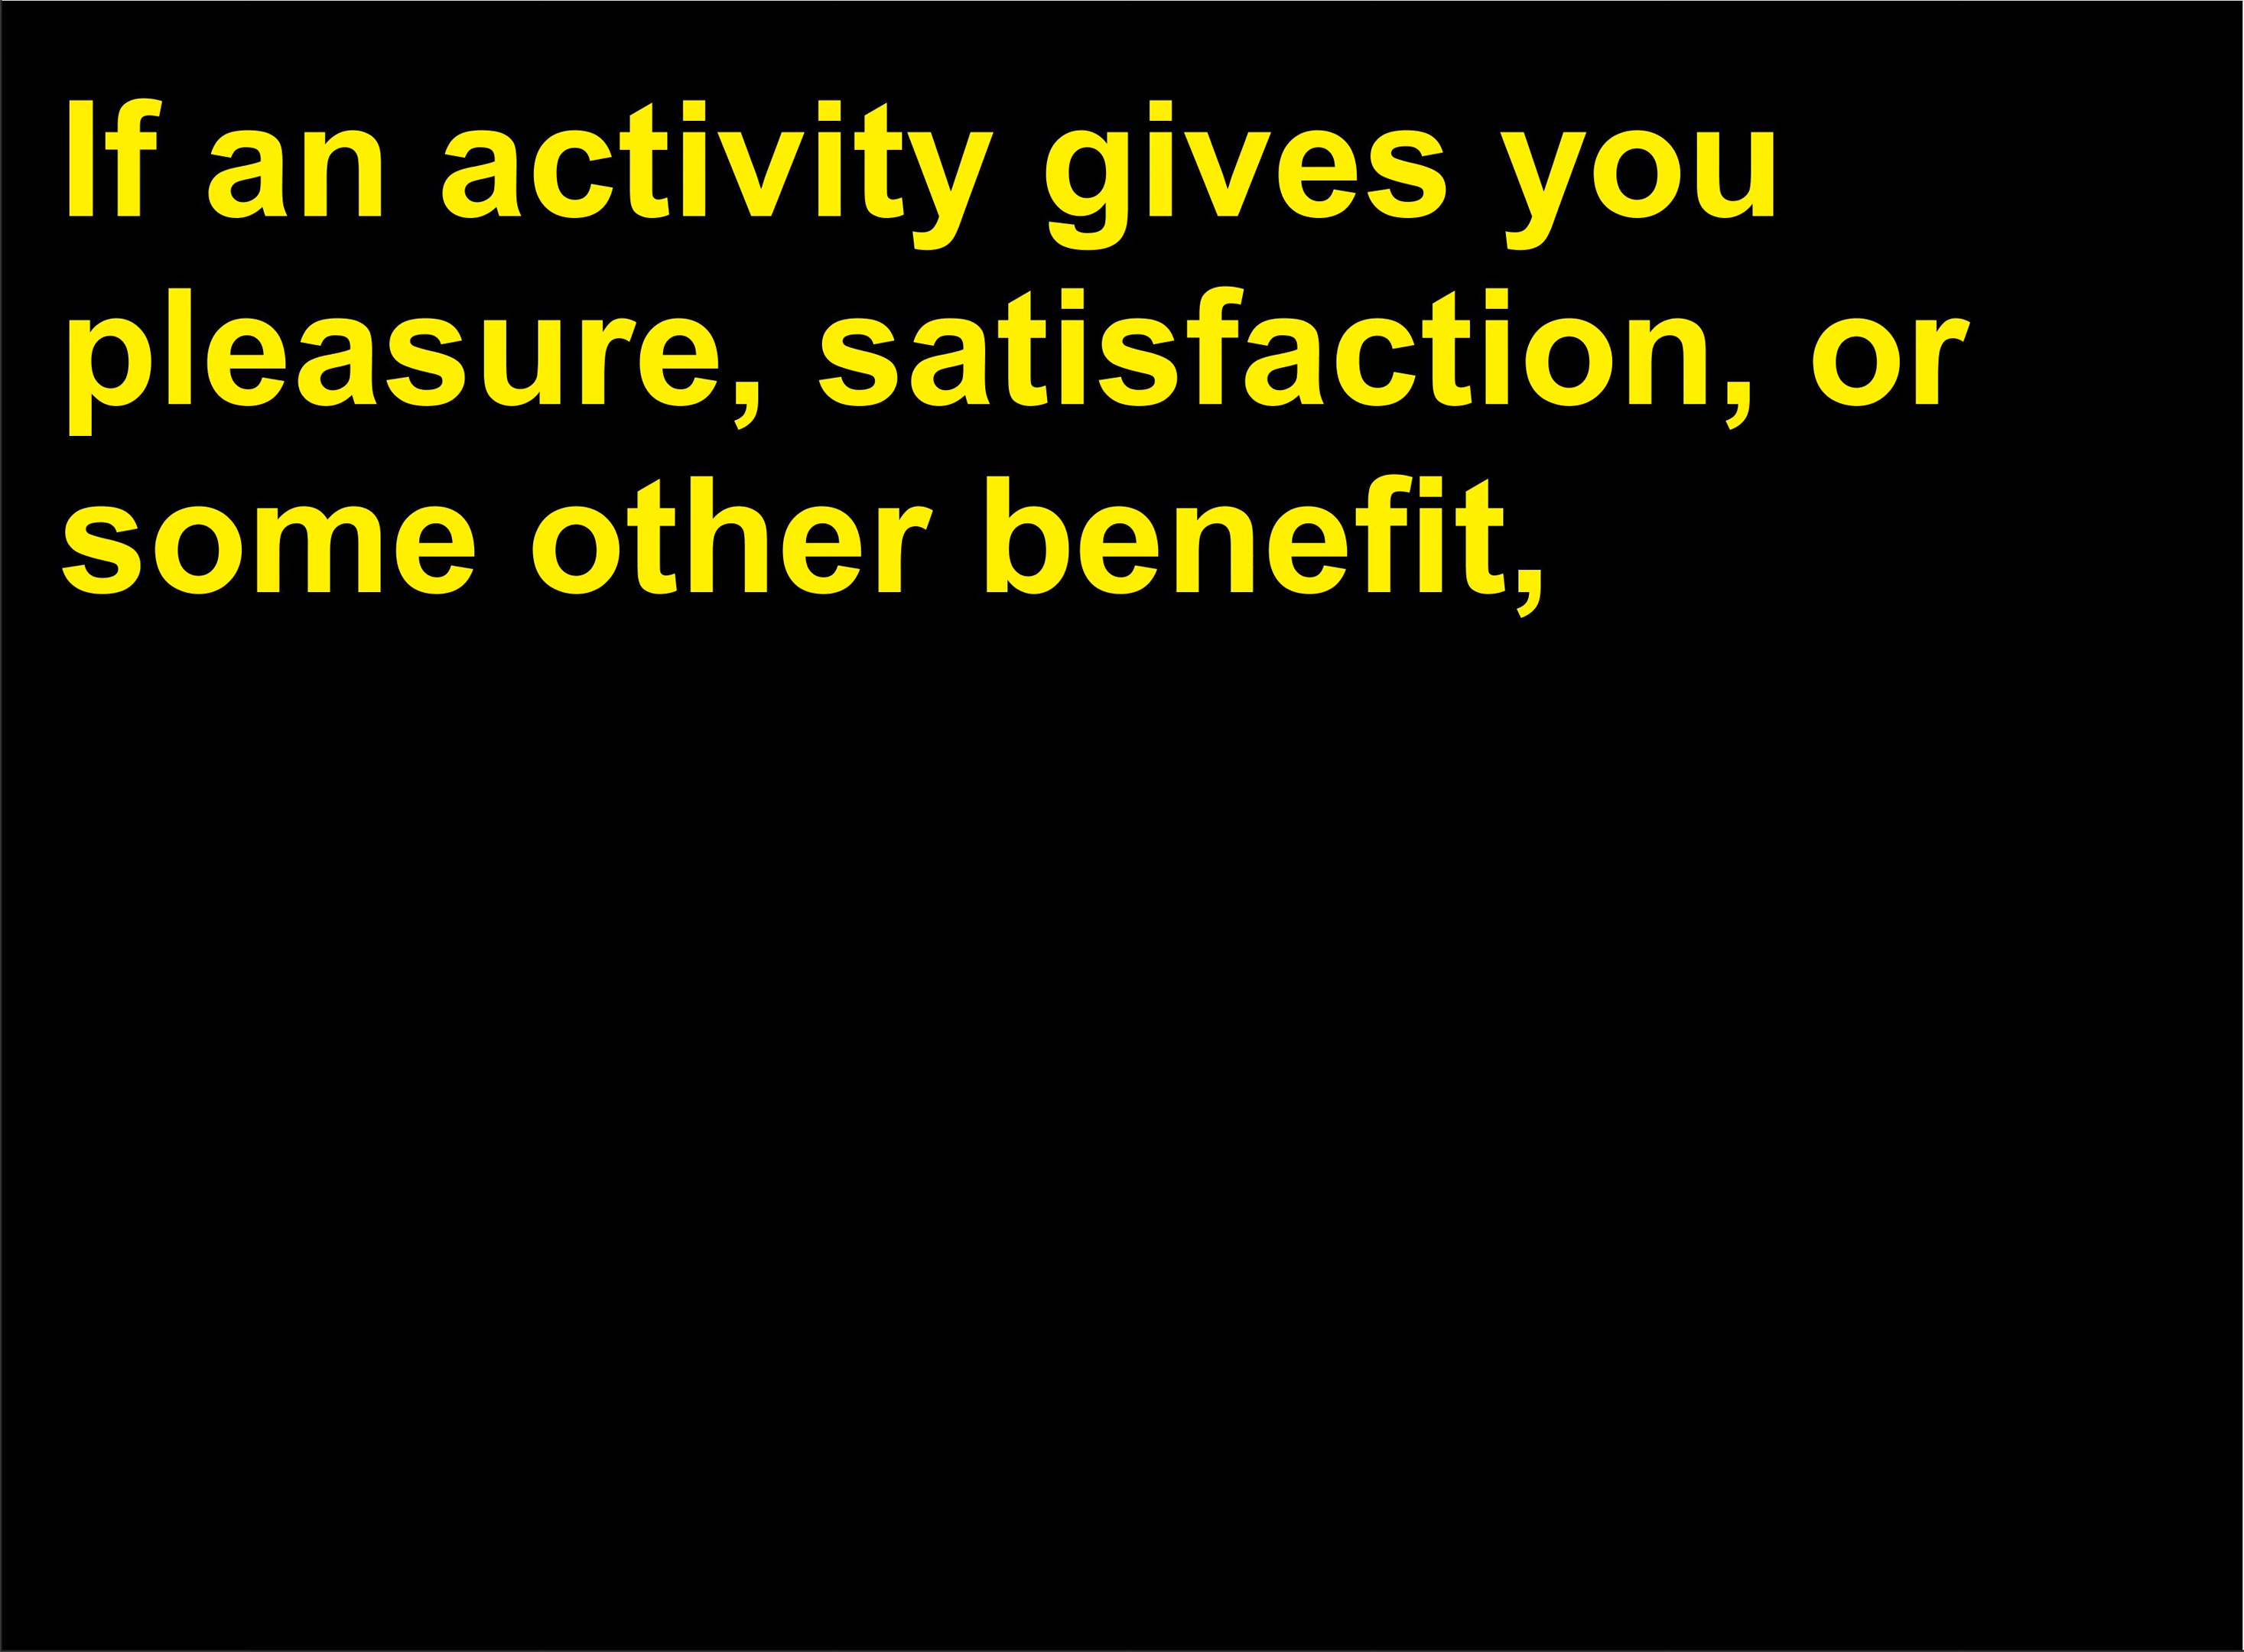 If an activity gives you
pleasure, satisfaction, or
some other benefit,